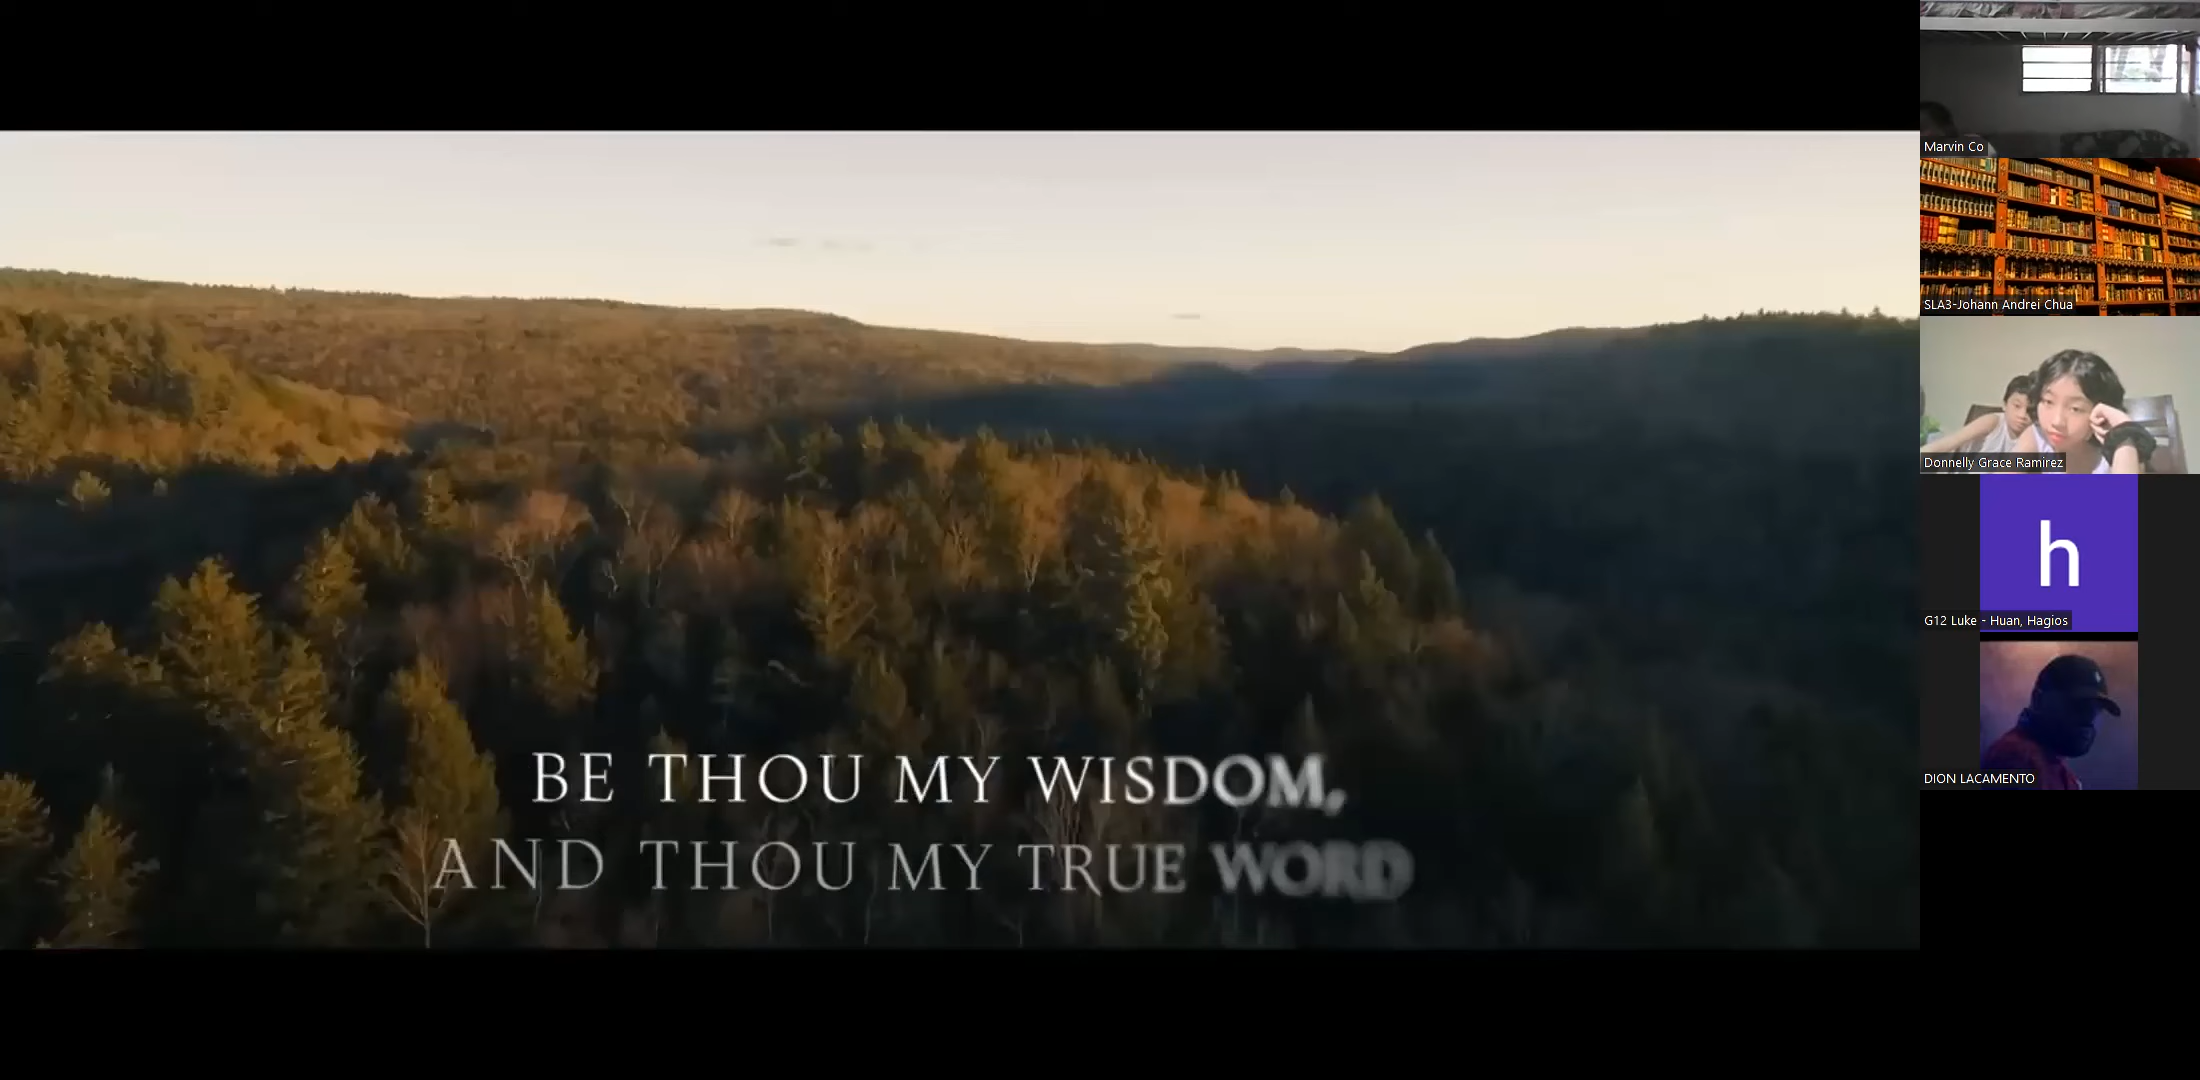 BE THOU MY WISDOM,
AND THOU MY TRUE WORD
Marvin Co
SLA3-Johann Andrei Chua
Donnelly Grace Ramirez
h
G12 Luke - Huan, Hagios
DION LACAMENTO